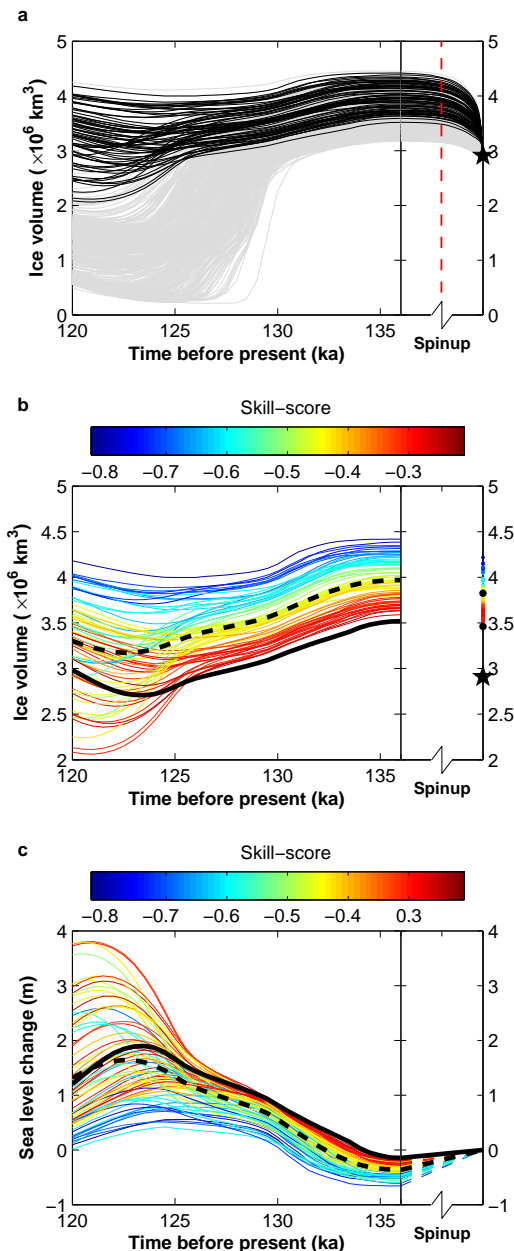 a
5 5
4 4
3 3
2 2
1 1
0 0
120 125 130 135
Ice volume ( ×10⁶ km³)
Time before present (ka)
Spinup
b
Skill−score
−0.8 −0.7 −0.6 −0.5 −0.4 −0.3
5 5
4.5 4.5
4 4
3.5 3.5
3 3
2.5 2.5
2 2
120 125 130 135
Ice volume ( ×10⁶ km³)
Time before present (ka)
Spinup
c
Skill−score
−0.8 −0.7 −0.6 −0.5 −0.4 0.3
4 4
3 3
2 2
1 1
0 0
−1 −1
120 125 130 135
Sea level change (m)
Time before present (ka)
Spinup